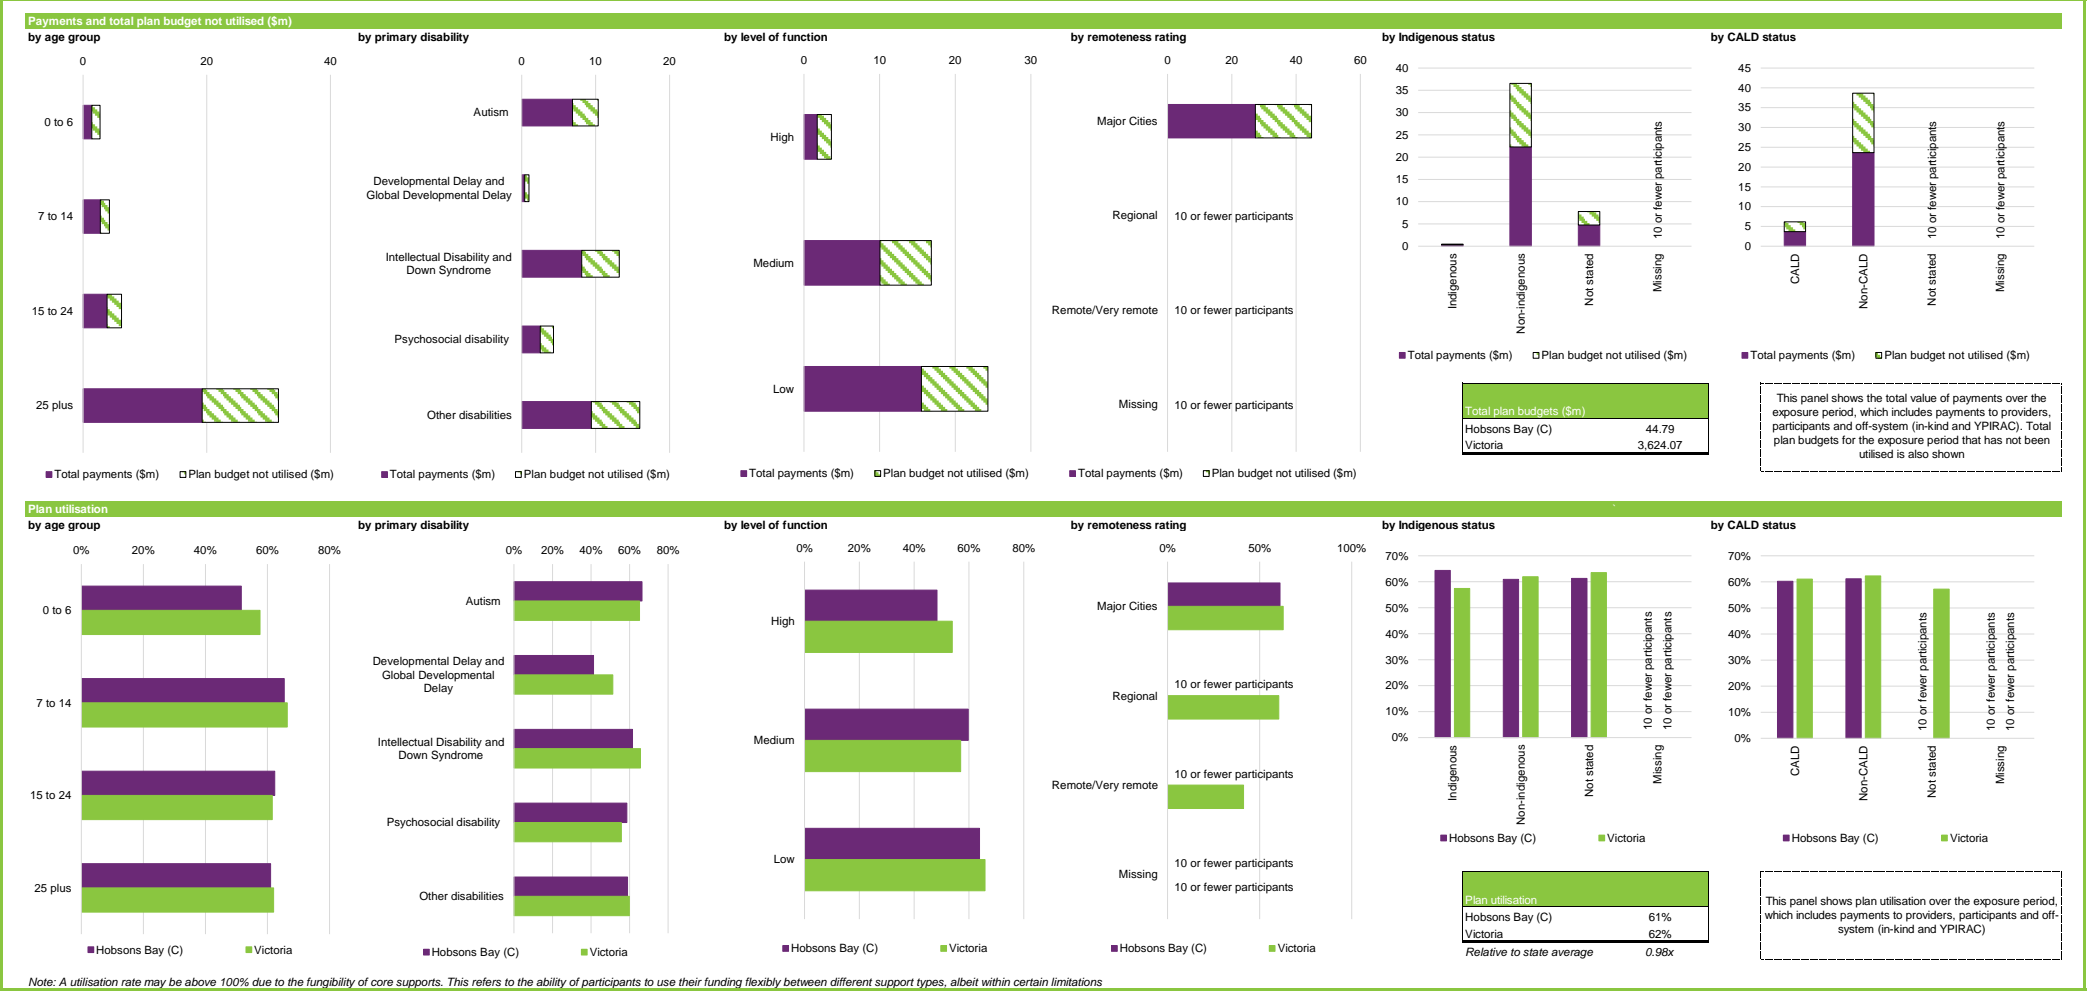 Payments and total plan budget not utilised ($m)
by age group
0 20 40
0 to 6
7 to 14
15 to 24
25 plus
Total payments ($m) Plan budget not utilised ($m)
by primary disability
0 10 20
Autism
Developmental Delay and
Global Developmental Delay
Intellectual Disability and
Down Syndrome
Psychosocial disability
Other disabilities
Total payments ($m) Plan budget not utilised ($m)
by level of function
0 10 20 30
High
Medium
Low
Total payments ($m) Plan budget not utilised ($m)
by remoteness rating
0 20 40 60
Major Cities
Regional 10 or fewer participants
Remote/Very remote 10 or fewer participants
Missing 10 or fewer participants
Total payments ($m) Plan budget not utilised ($m)
by Indigenous status
40
35
30
25
20
15
10
5
0
10 or fewer participants
Indigenous
Non-indigenous
Not stated
Missing
Total payments ($m) Plan budget not utilised ($m)
by CALD status
45
40
35
30
25
20
15
10
5
0
10 or fewer participants
10 or fewer participants
CALD
Non-CALD
Not stated
Missing
Total payments ($m) Plan budget not utilised ($m)
Total plan budgets ($m)
Hobsons Bay (C) 44.79
Victoria 3,624.07
This panel shows the total value of payments over the
exposure period, which includes payments to providers,
participants and off-system (in-kind and YPIRAC). Total
plan budgets for the exposure period that has not been
utilised is also shown
Plan utilisation
by age group
0% 20% 40% 60% 80%
0 to 6
7 to 14
15 to 24
25 plus
Hobsons Bay (C) Victoria
by primary disability
0% 20% 40% 60% 80%
Autism
Developmental Delay and
Global Developmental
Delay
Intellectual Disability and
Down Syndrome
Psychosocial disability
Other disabilities
Hobsons Bay (C) Victoria
by level of function
0% 20% 40% 60% 80%
High
Medium
Low
Hobsons Bay (C) Victoria
by remoteness rating
0% 50% 100%
Major Cities
10 or fewer participants
Regional
10 or fewer participants
Remote/Very remote
10 or fewer participants
Missing
10 or fewer participants
Hobsons Bay (C) Victoria
by Indigenous status
70%
60%
50%
40%
30%
20%
10%
0%
10 or fewer participants
10 or fewer participants
Indigenous
Non-indigenous
Not stated
Missing
Hobsons Bay (C) Victoria
by CALD status
70%
60%
50%
40%
30%
20%
10%
0%
10 or fewer participants
10 or fewer participants
10 or fewer participants
CALD
Non-CALD
Not stated
Missing
Hobsons Bay (C) Victoria
Plan utilisation
Hobsons Bay (C) 61%
Victoria 62%
Relative to state average 0.98x
This panel shows plan utilisation over the exposure period,
which includes payments to providers, participants and off-
system (in-kind and YPIRAC)
Note: A utilisation rate may be above 100% due to the fungibility of core supports. This refers to the ability of participants to use their funding flexibly between different support types, albeit within certain limitations